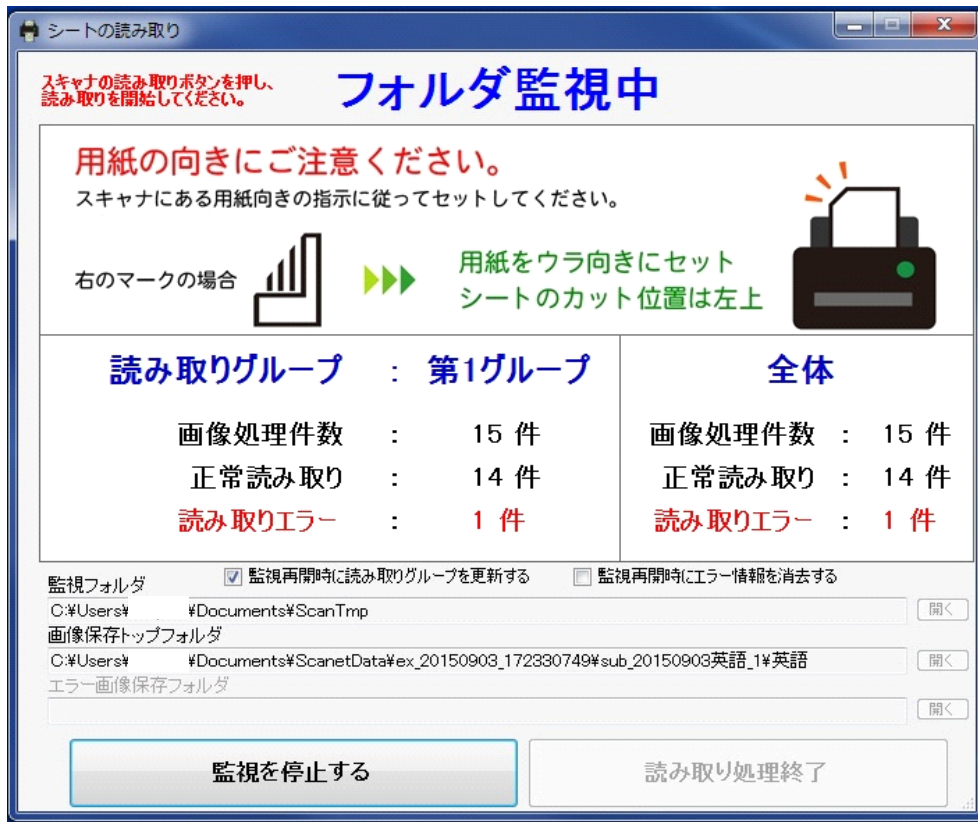 シートの読み取り
スキャナの読み取りボタンを押し、
読み取りを開始してください。
フォルダ監視中
用紙の向きにご注意ください。
スキャナにある用紙向きの指示に従ってセットしてください。
右のマークの場合
用紙をウラ向きにセット
シートのカット位置は左上
読み取りグループ : 第1グループ
画像処理件数 : 15 件
正常読み取り : 14 件
読み取りエラー : 1 件
全体
画像処理件数 : 15 件
正常読み取り : 14 件
読み取りエラー : 1 件
監視フォルダ
監視再開時に読み取りグループを更新する
監視再開時にエラー情報を消去する
C:¥Users¥ ¥Documents¥ScanTmp
開く
画像保存トップフォルダ
C:¥Users¥ ¥Documents¥ScanetData¥ex_20150903_172330749¥sub_20150903英語_1¥英語
開く
エラー画像保存フォルダ
開く
監視を停止する
読み取り処理終了